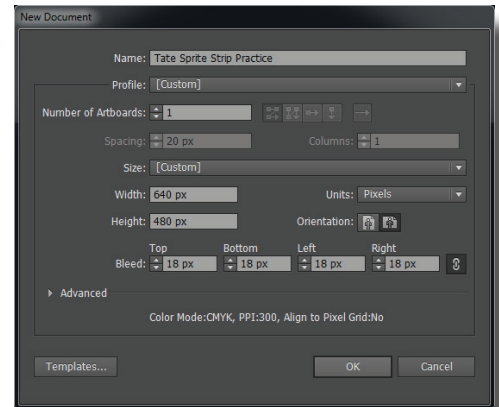 New Document
Name: Tate Sprite Strip Practice
Profile: [Custom]
Number of Artboards: 1
Spacing: 20 px Columns: 1
Size: [Custom]
Width: 640 px Units: Pixels
Height: 480 px Orientation:
Top Bottom Left Right
Bleed: 18 px 18 px 18 px 18 px
Advanced
Color Mode:CMYK, PPI:300, Align to Pixel Grid:No
Templates... OK Cancel